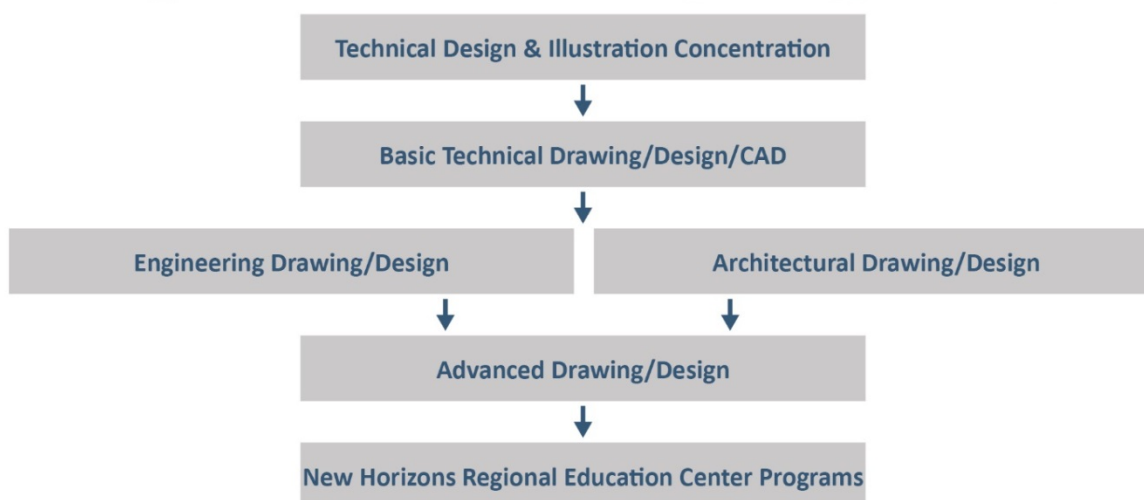 Technical Design & Illustration Concentration
Basic Technical Drawing/Design/CAD
Engineering Drawing/Design
Architectural Drawing/Design
Advanced Drawing/Design
New Horizons Regional Education Center Programs